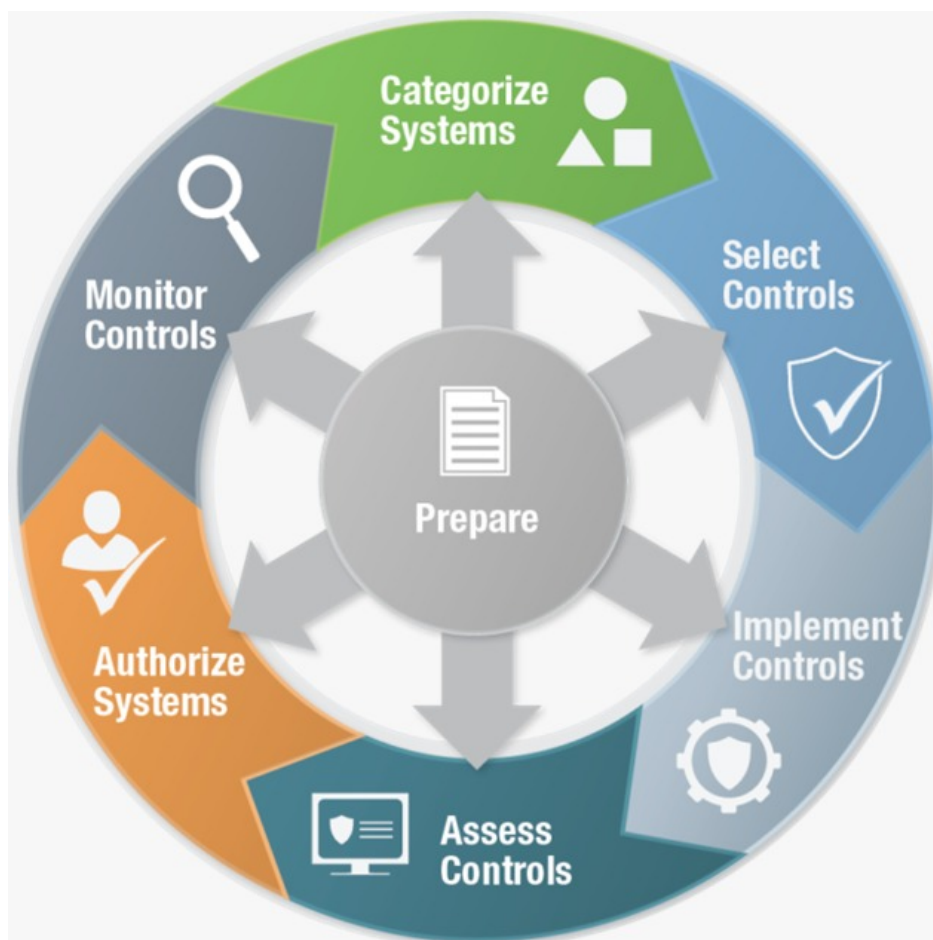 Categorize
Systems
Select
Controls
Implement
Controls
Assess
Controls
Authorize
Systems
Monitor
Controls
Prepare